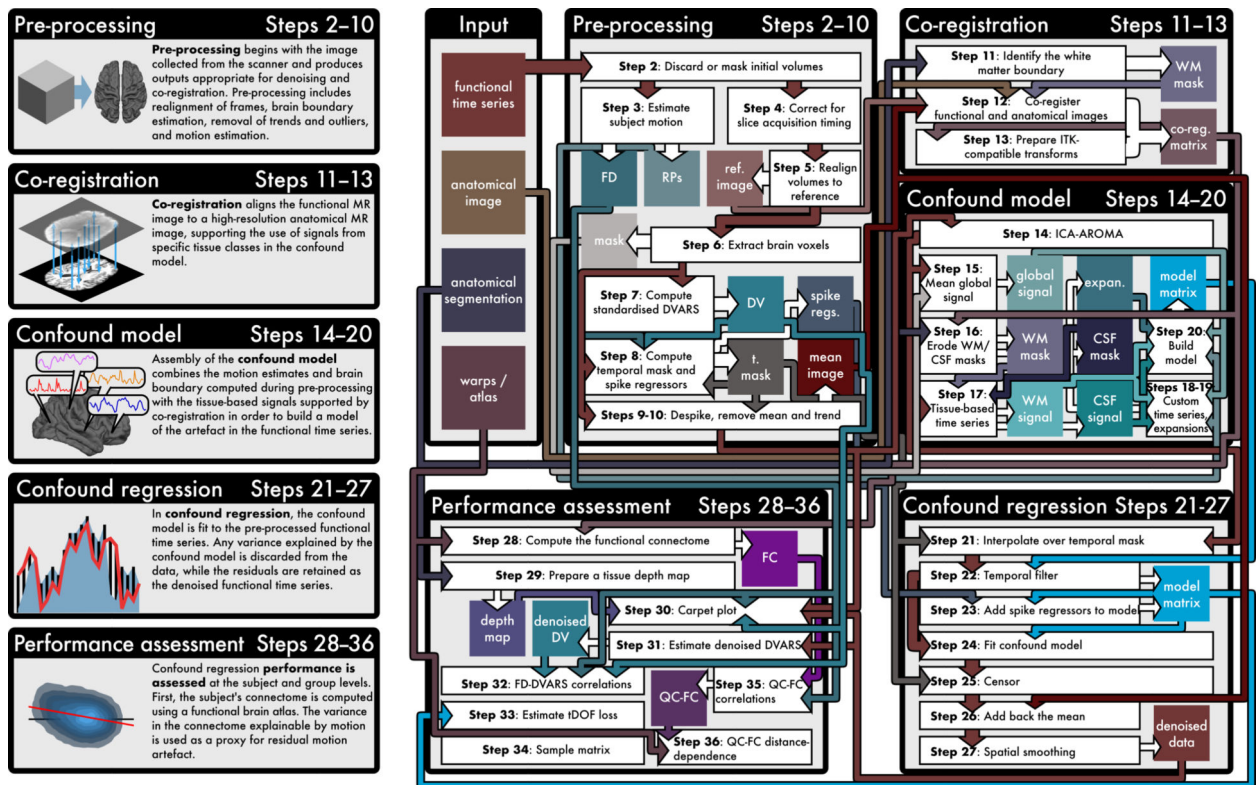 Pre-processing Steps 2–10
Pre-processing begins with the image
collected from the scanner and produces
outputs appropriate for denoising and
co-registration. Pre-processing includes
realignment of frames, brain boundary
estimation, removal of trends and outliers,
and motion estimation.
Co-registration Steps 11–13
Co-registration aligns the functional MR
image to a high-resolution anatomical MR
image, supporting the use of signals from
specific tissue classes in the confound
model.
Confound model Steps 14–20
Assembly of the confound model
combines the motion estimates and brain
boundary computed during pre-processing
with the tissue-based signals supported by
co-registration in order to build a model
of the artefact in the functional time series.
Confound regression Steps 21–27
In confound regression, the confound
model is fit to the pre-processed functional
time series. Any variance explained by the
confound model is discarded from the
data, while the residuals are retained as
the denoised functional time series.
Performance assessment Steps 28–36
Confound regression performance is
assessed at the subject and group levels.
First, the subject's connectome is computed
using a functional brain atlas. The variance
in the connectome explainable by motion
is used as a proxy for residual motion
artefact.
Input
functional
time series
anatomical
image
anatomical
segmentation
warps /
atlas
Pre-processing Steps 2–10
Step 2: Discard or mask initial volumes
Step 3: Estimate
subject motion
Step 4: Correct for
slice acquisition timing
FD
RPs
ref.
image
Step 5: Realign
volumes to
reference
mask
Step 6: Extract brain voxels
Step 7: Compute
standardised DVARS
DV
spike
regs.
Step 8: Compute
temporal mask and
spike regressors
t.
mask
mean
image
Steps 9-10: Despike, remove mean and trend
Co-registration Steps 11–13
Step 11: Identify the white
matter boundary
WM
mask
Step 12: Co-register
functional and anatomical images
Step 13: Prepare ITK-
compatible transforms
co-reg.
matrix
Confound model Steps 14–20
Step 14: ICA-AROMA
Step 15:
Mean global
signal
global
signal
expan.
model
matrix
Step 16:
Erode WM/
CSF masks
WM
mask
CSF
mask
Step 20:
Build
model
Step 17:
Tissue-based
time series
WM
signal
CSF
signal
Steps 18-19:
Custom
time series,
expansions
Performance assessment Steps 28–36
Step 28: Compute the functional connectome
FC
Step 29: Prepare a tissue depth map
depth
map
denoised
DV
Step 30: Carpet plot
Step 31: Estimate denoised DVARS
Step 32: FD-DVARS correlations
QC-FC
Step 35: QC-FC
correlations
Step 33: Estimate tDOF loss
Step 34: Sample matrix
Step 36: QC-FC distance-
dependence
Confound regression Steps 21-27
Step 21: Interpolate over temporal mask
Step 22: Temporal filter
model
matrix
Step 23: Add spike regressors to model
Step 24: Fit confound model
Step 25: Censor
Step 26: Add back the mean
Step 27: Spatial smoothing
denoised
data